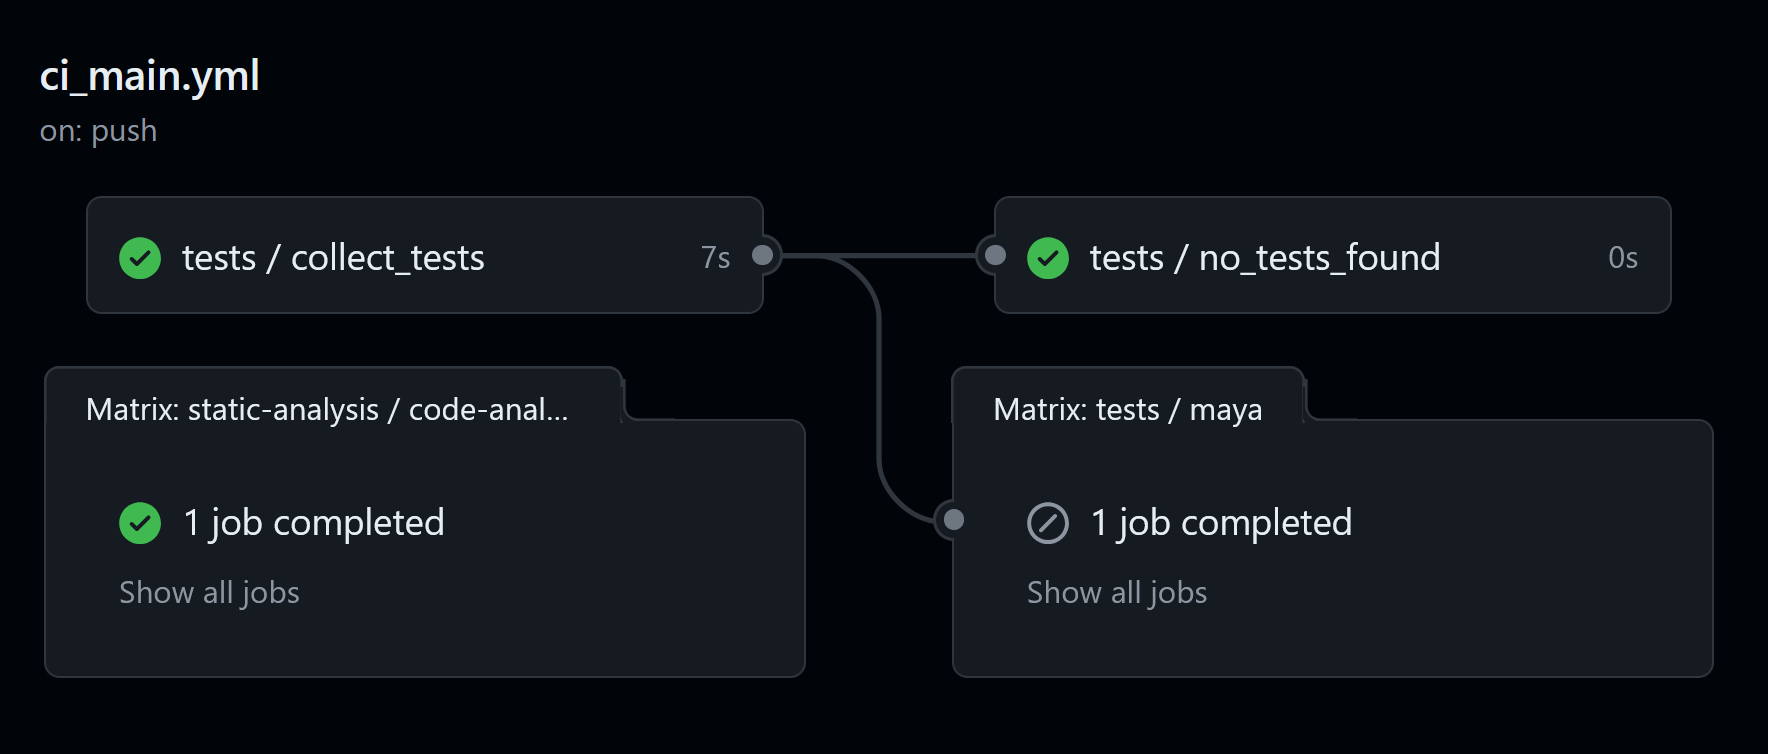 ci_main.yml
on: push
tests / collect_tests 7s
tests / no_tests_found 0s
Matrix: static-analysis / code-anal...
1 job completed
Show all jobs
Matrix: tests / maya
1 job completed
Show all jobs